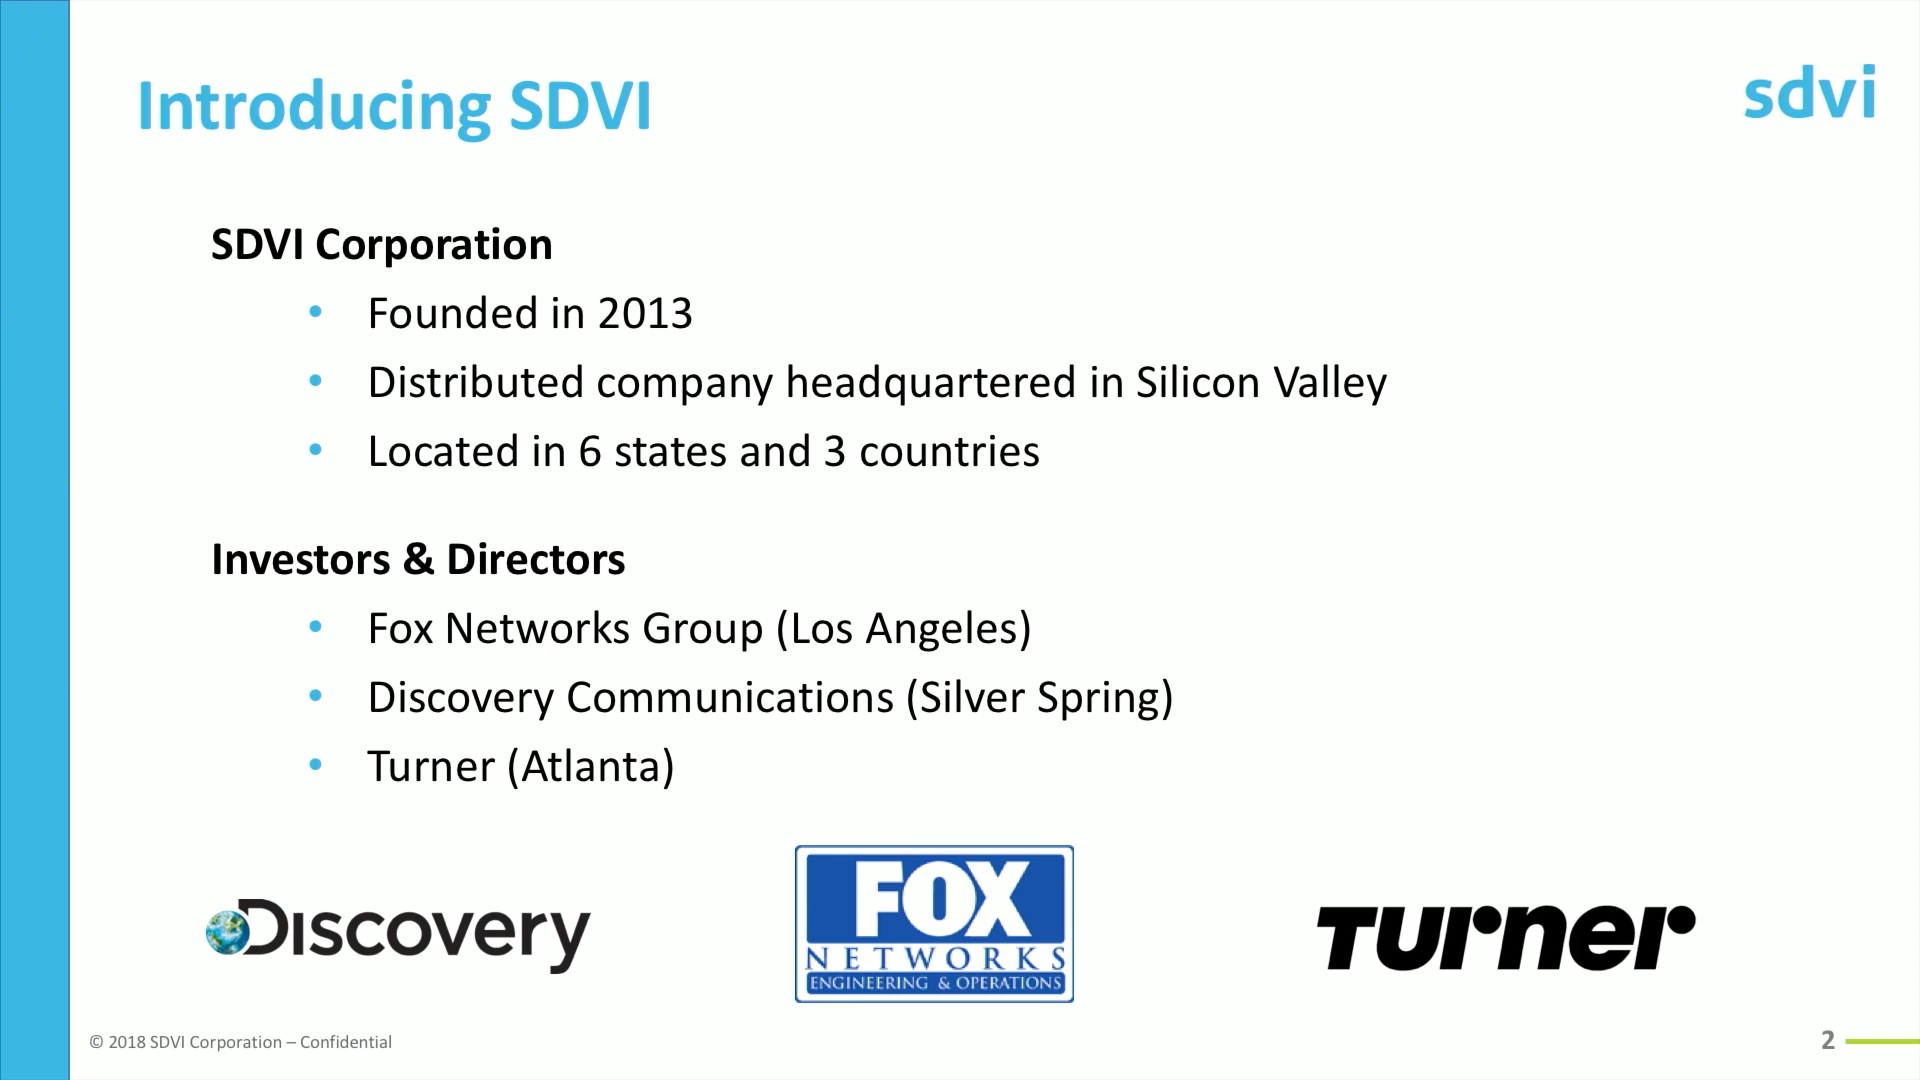 Introducing SDVI
sdvi
SDVI Corporation
• Founded in 2013
• Distributed company headquartered in Silicon Valley
• Located in 6 states and 3 countries
Investors & Directors
• Fox Networks Group (Los Angeles)
• Discovery Communications (Silver Spring)
• Turner (Atlanta)
Discovery
FOX
NETWORKS
ENGINEERING & OPERATIONS
Turner
© 2018 SDVI Corporation – Confidential
2